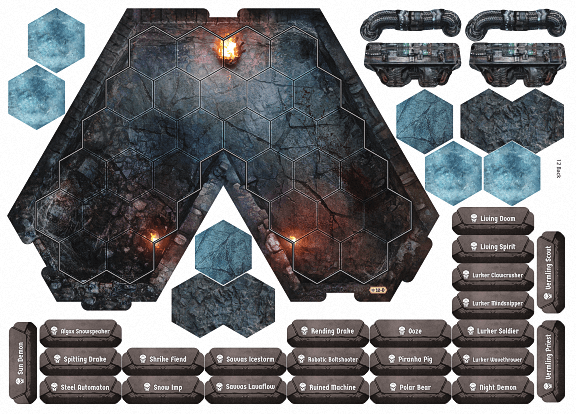 12 Back
Living Doom
Living Spirit
Lurker Clawcrusher
Lurker Mindsnipper
Vermling Scout
Algox Snowspeaker
Rending Drake
Ooze
Lurker Soldier
Spitting Drake
Shrike Fiend
Savvas Icestorm
Robotic Boltshooter
Piranha Pig
Lurker Wavethrower
Sun Demon
Steel Automaton
Snow Imp
Savvas Lavaflow
Ruined Machine
Polar Bear
Night Demon
Vermling Priest